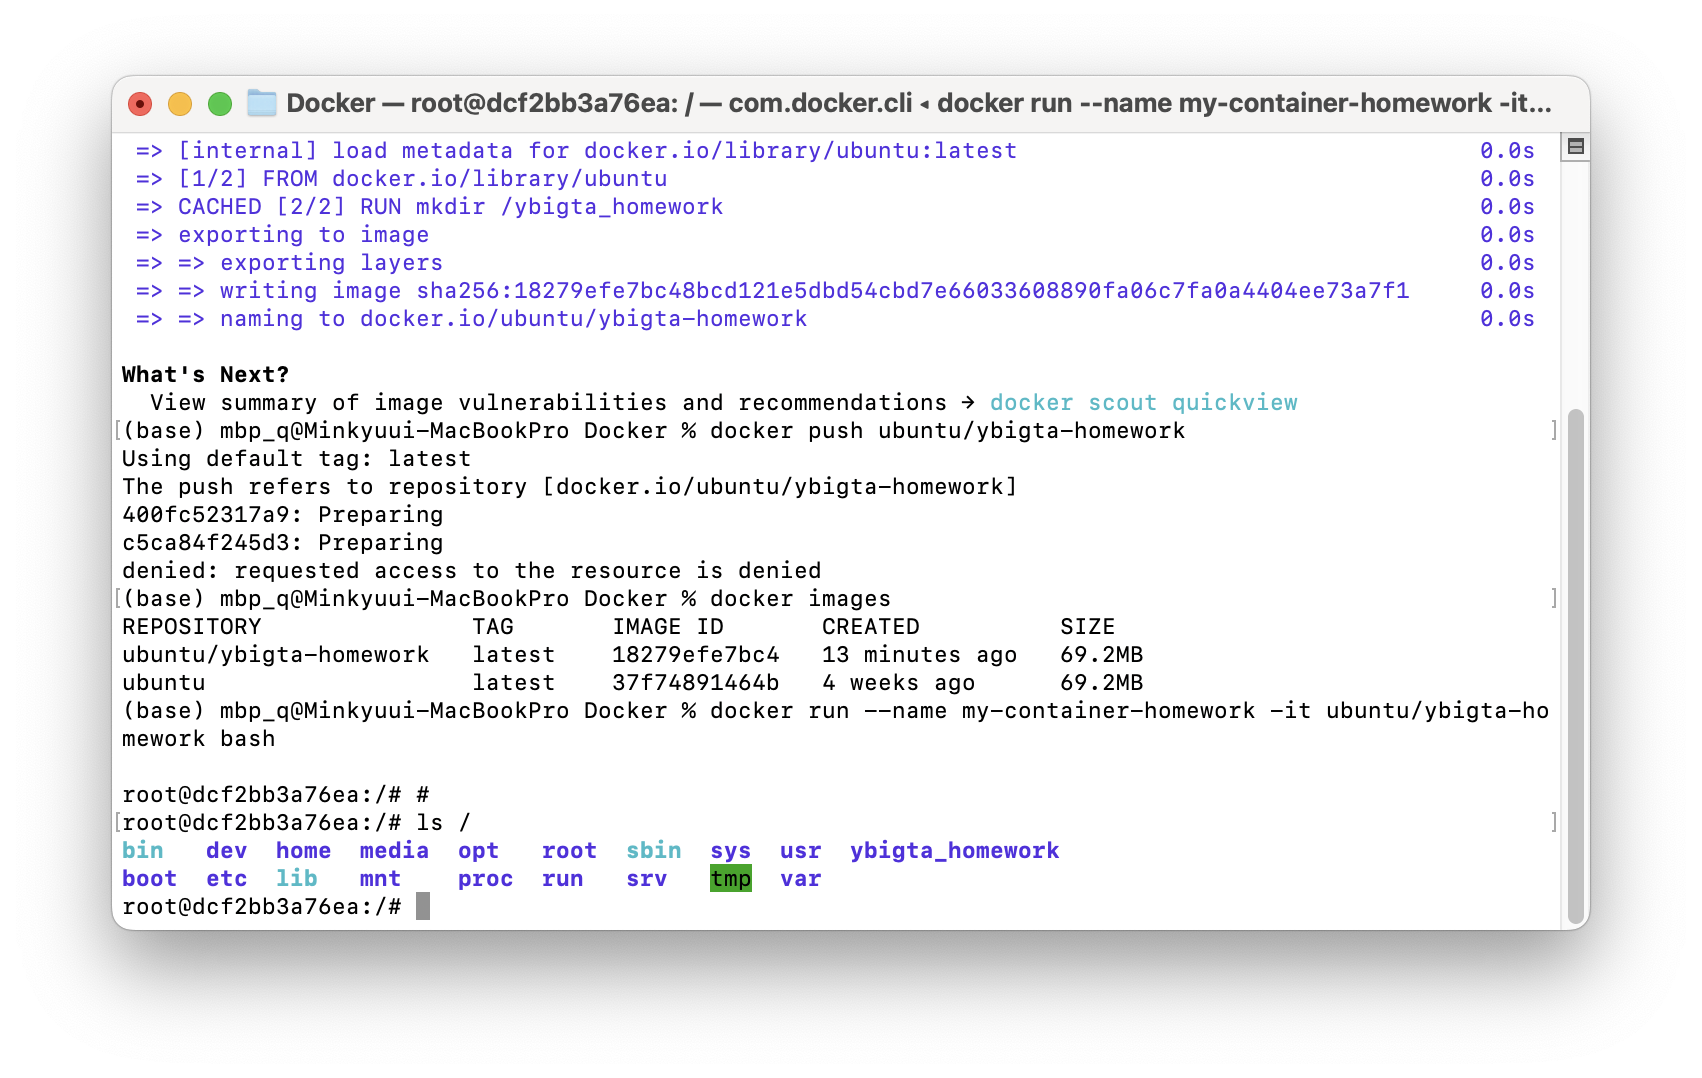 Docker — root@dcf2bb3a76ea: / — com.docker.cli ◂ docker run --name my-container-homework -it...
=> [internal] load metadata for docker.io/library/ubuntu:latest 0.0s
=> [1/2] FROM docker.io/library/ubuntu 0.0s
=> CACHED [2/2] RUN mkdir /ybigta_homework 0.0s
=> exporting to image 0.0s
=> => exporting layers 0.0s
=> => writing image sha256:18279efe7bc48bcd121e5dbd54cbd7e66033608890fa06c7fa0a4404ee73a7f1 0.0s
=> => naming to docker.io/ubuntu/ybigta-homework 0.0s
What's Next?
View summary of image vulnerabilities and recommendations → docker scout quickview
[(base) mbp_q@Minkyuui-MacBookPro Docker % docker push ubuntu/ybigta-homework ]
Using default tag: latest
The push refers to repository [docker.io/ubuntu/ybigta-homework]
400fc52317a9: Preparing
c5ca84f245d3: Preparing
denied: requested access to the resource is denied
[(base) mbp_q@Minkyuui-MacBookPro Docker % docker images ]
REPOSITORY TAG IMAGE ID CREATED SIZE
ubuntu/ybigta-homework latest 18279efe7bc4 13 minutes ago 69.2MB
ubuntu latest 37f74891464b 4 weeks ago 69.2MB
(base) mbp_q@Minkyuui-MacBookPro Docker % docker run --name my-container-homework -it ubuntu/ybigta-ho
mework bash
root@dcf2bb3a76ea:/# #
[root@dcf2bb3a76ea:/# ls / ]
bin dev home media opt root sbin sys usr ybigta_homework
boot etc lib mnt proc run srv tmp var
root@dcf2bb3a76ea:/#